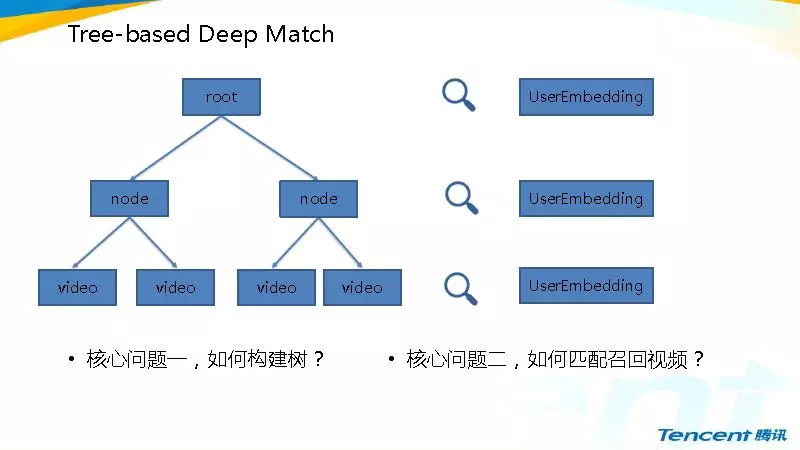 Tree-based Deep Match
root
UserEmbedding
node
node
UserEmbedding
video
video
video
video
UserEmbedding
• 核心问题一，如何构建树？
• 核心问题二，如何匹配召回视频？
Tencent 腾讯